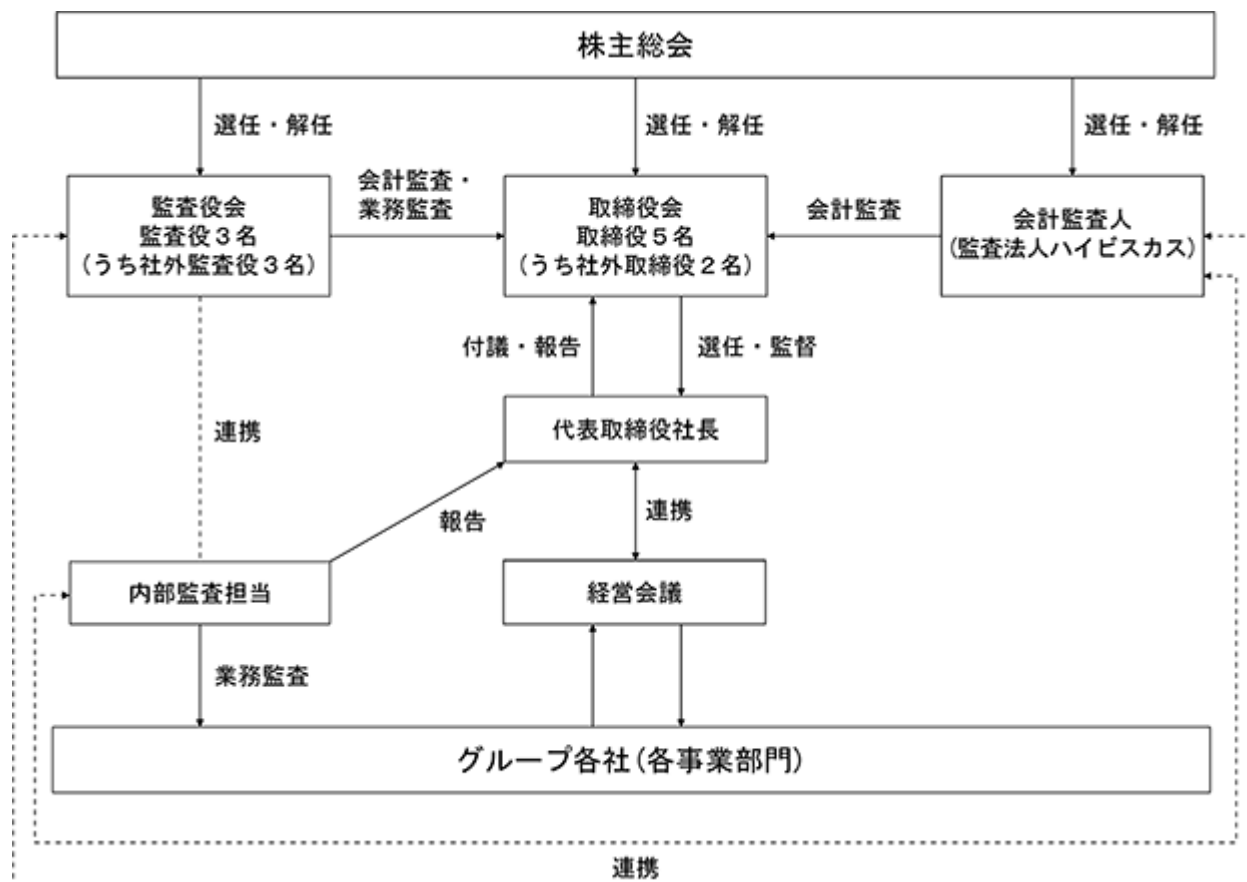 株主総会
選任・解任
選任・解任
選任・解任
監査役会
監査役３名
(うち社外監査役３名)
会計監査・
業務監査
取締役会
取締役５名
(うち社外取締役２名)
会計監査
会計監査人
(監査法人ハイビスカス)
付議・報告
選任・監督
連携
代表取締役社長
報告
連携
内部監査担当
経営会議
業務監査
グループ各社(各事業部門)
連携